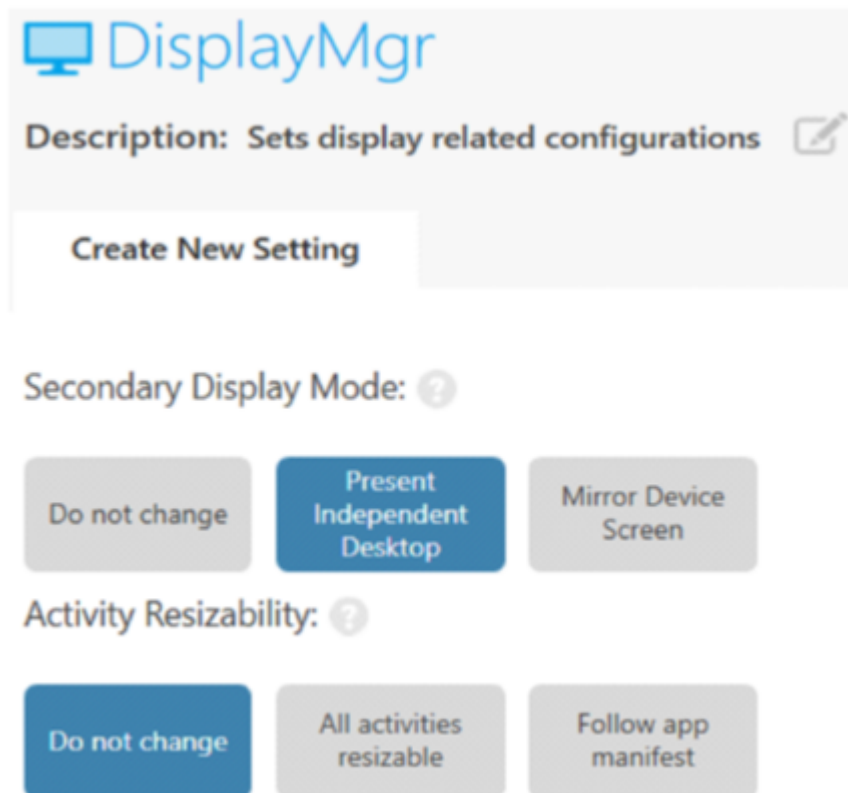 DisplayMgr
Description: Sets display related configurations
Create New Setting
Secondary Display Mode: ?
Do not change
Present
Independent
Desktop
Mirror Device
Screen
Activity Resizability: ?
Do not change
All activities
resizable
Follow app
manifest